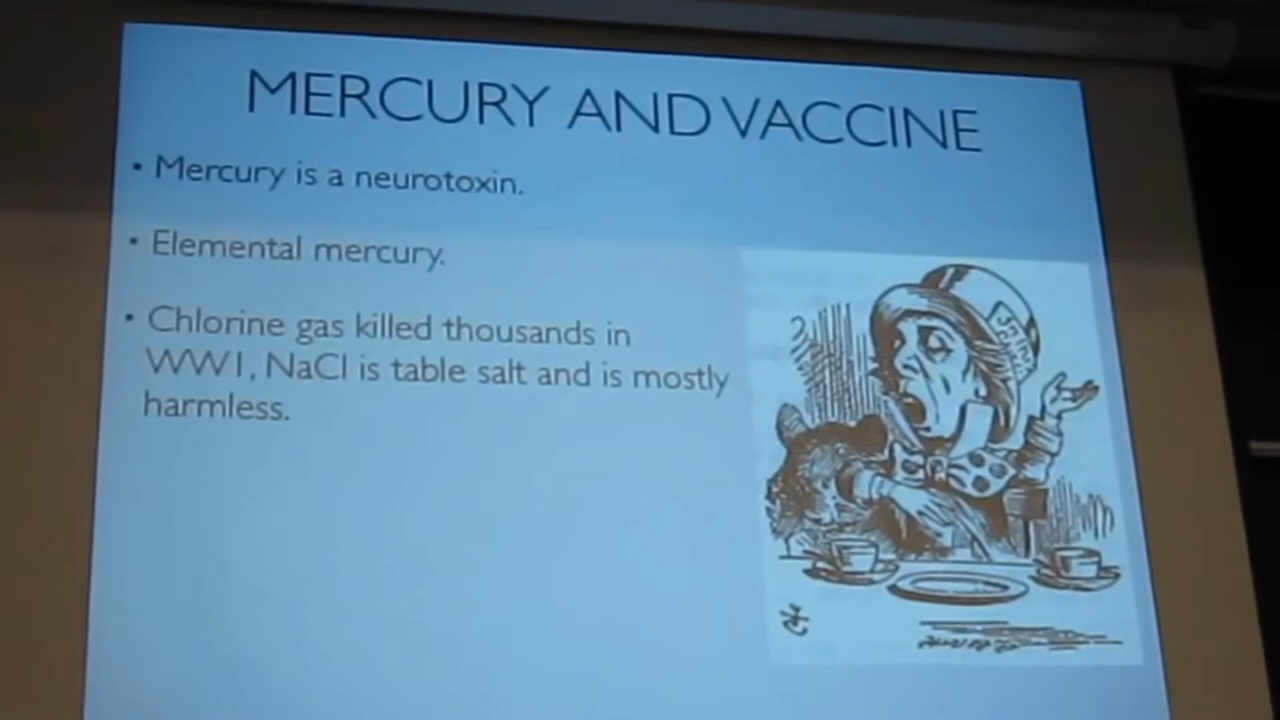 MERCURY AND VACCINE
• Mercury is a neurotoxin.
• Elemental mercury.
• Chlorine gas killed thousands in
WW1, NaCl is table salt and is mostly
harmless.